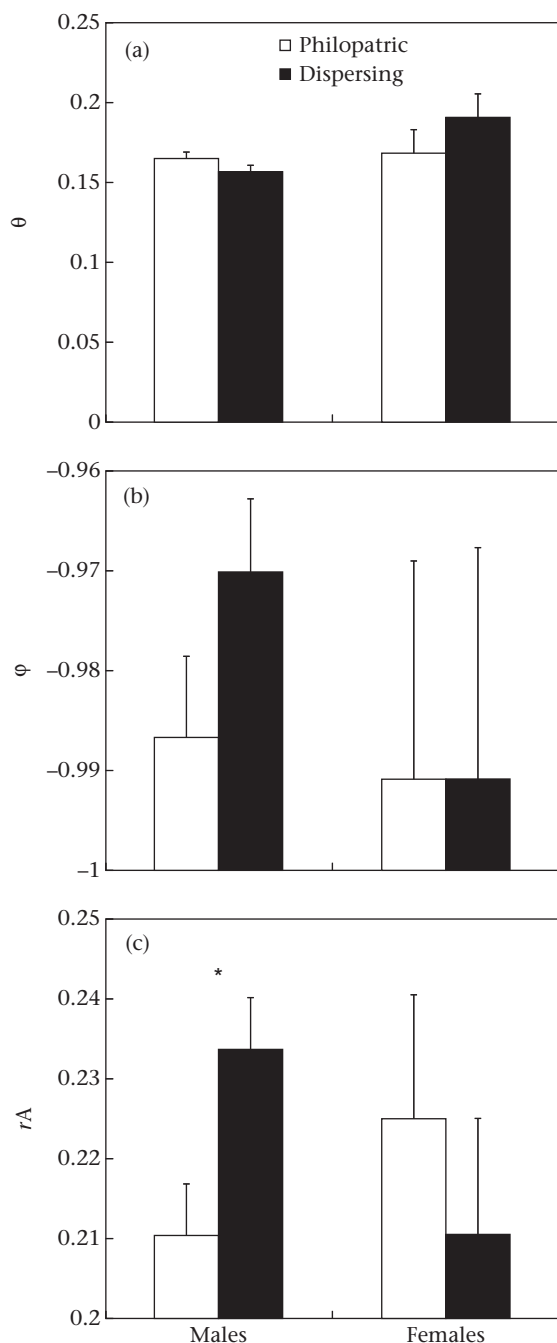 (a)
Philopatric
Dispersing
0.25
0.2
0.15
0.1
0.05
0
θ
(b)
–0.96
–0.97
–0.98
–0.99
–1
φ
(c)
0.25
0.24
0.23
0.22
0.21
0.2
rA
*
Males Females